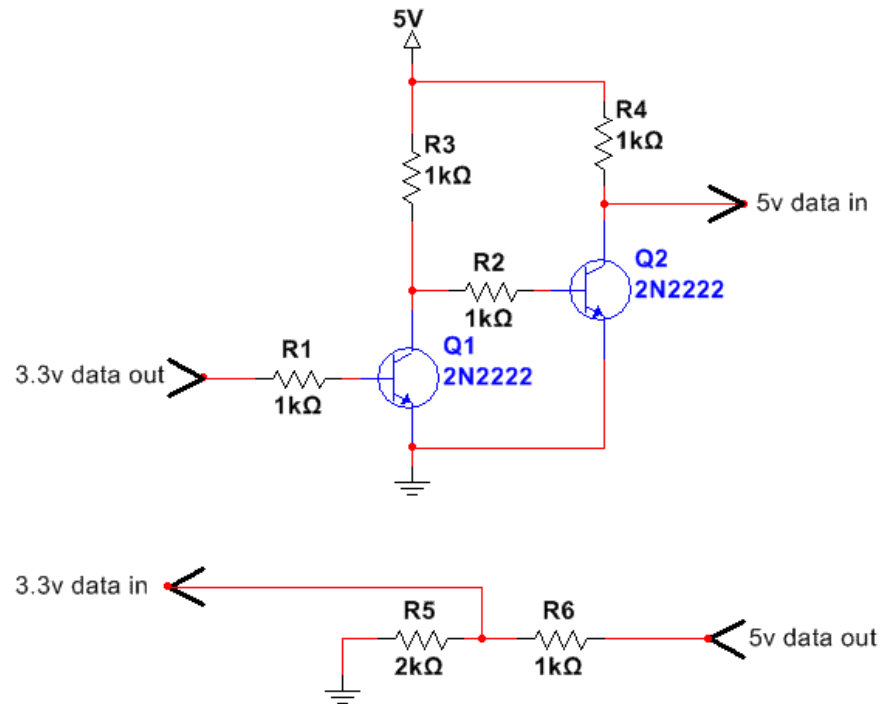 5V
R4
1kΩ
R3
1kΩ
5v data in
R2
1kΩ
Q2
2N2222
3.3v data out
R1
1kΩ
Q1
2N2222
3.3v data in
R5
2kΩ
R6
1kΩ
5v data out